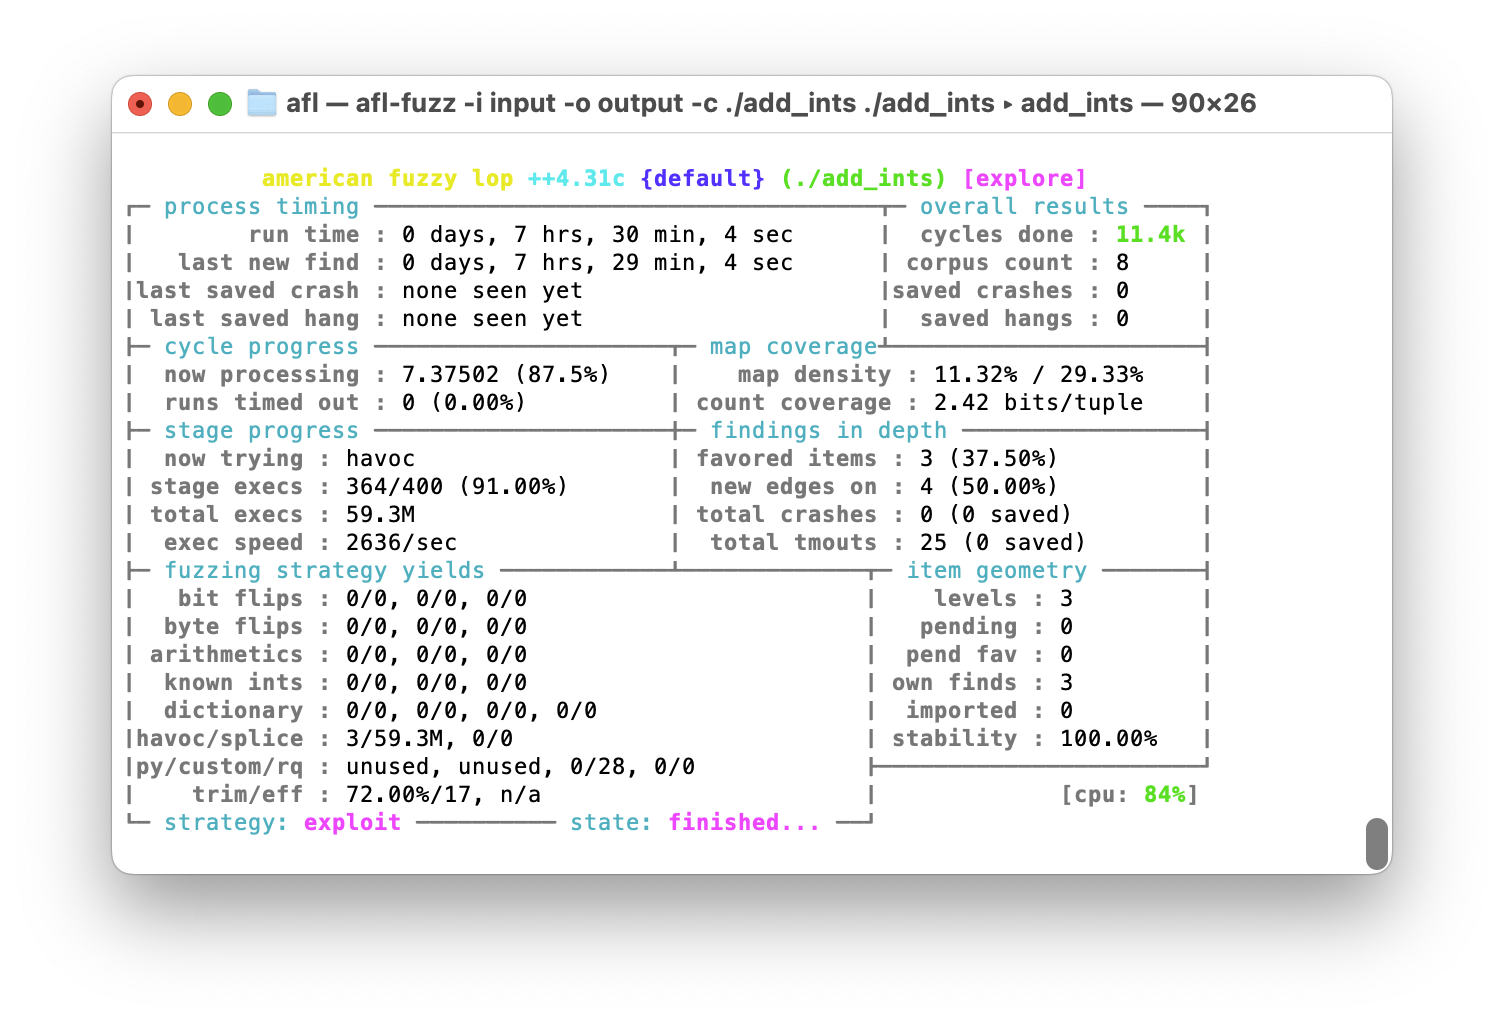 afl — afl-fuzz -i input -o output -c ./add_ints ./add_ints ▸ add_ints — 90×26
american fuzzy lop ++4.31c {default} (./add_ints) [explore]
process timing overall results
run time : 0 days, 7 hrs, 30 min, 4 sec cycles done : 11.4k
last new find : 0 days, 7 hrs, 29 min, 4 sec corpus count : 8
last saved crash : none seen yet saved crashes : 0
last saved hang : none seen yet saved hangs : 0
cycle progress map coverage
now processing : 7.37502 (87.5%) map density : 11.32% / 29.33%
runs timed out : 0 (0.00%) count coverage : 2.42 bits/tuple
stage progress findings in depth
now trying : havoc favored items : 3 (37.50%)
stage execs : 364/400 (91.00%) new edges on : 4 (50.00%)
total execs : 59.3M total crashes : 0 (0 saved)
exec speed : 2636/sec total tmouts : 25 (0 saved)
fuzzing strategy yields item geometry
bit flips : 0/0, 0/0, 0/0 levels : 3
byte flips : 0/0, 0/0, 0/0 pending : 0
arithmetics : 0/0, 0/0, 0/0 pend fav : 0
known ints : 0/0, 0/0, 0/0 own finds : 3
dictionary : 0/0, 0/0, 0/0, 0/0 imported : 0
havoc/splice : 3/59.3M, 0/0 stability : 100.00%
py/custom/rq : unused, unused, 0/28, 0/0
trim/eff : 72.00%/17, n/a [cpu: 84%]
strategy: exploit state: finished...